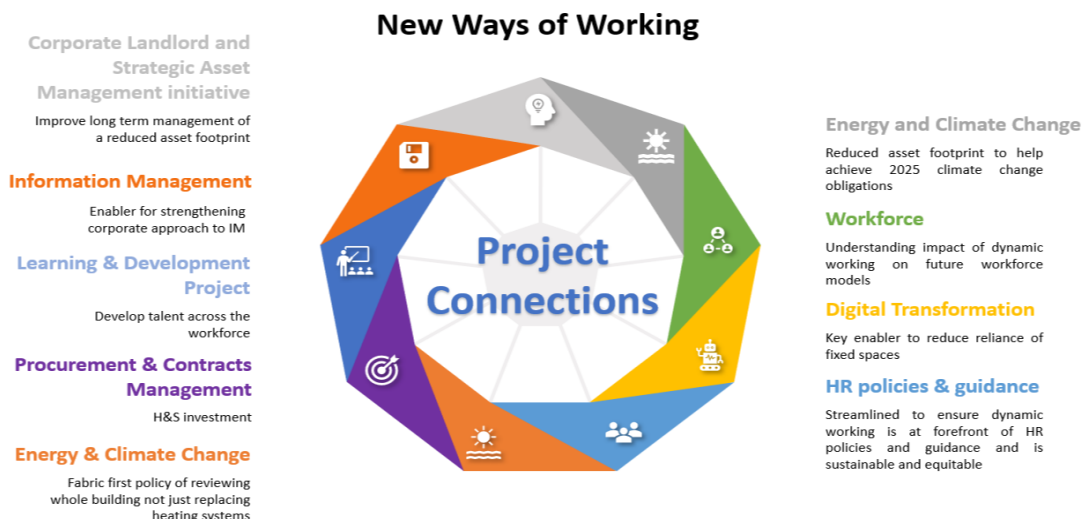 New Ways of Working
Corporate Landlord and
Strategic Asset
Management initiative
Improve long term management of
a reduced asset footprint
Information Management
Enabler for strengthening
corporate approach to IM
Learning & Development
Project
Develop talent across the
workforce
Procurement & Contracts
Management
H&S investment
Energy & Climate Change
Fabric first policy of reviewing
whole building not just replacing
heating systems
Project
Connections
Energy and Climate Change
Reduced asset footprint to help
achieve 2025 climate change
obligations
Workforce
Understanding impact of dynamic
working on future workforce
models
Digital Transformation
Key enabler to reduce reliance of
fixed spaces
HR policies & guidance
Streamlined to ensure dynamic
working is at forefront of HR
policies and guidance and is
sustainable and equitable